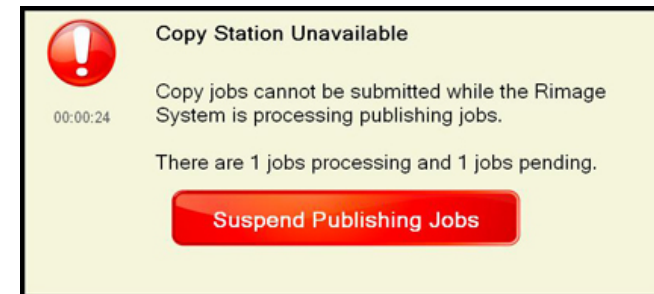 Copy Station Unavailable
Copy jobs cannot be submitted while the Rimage
00:00:24
System is processing publishing jobs.
There are 1 jobs processing and 1 jobs pending.
Suspend Publishing Jobs